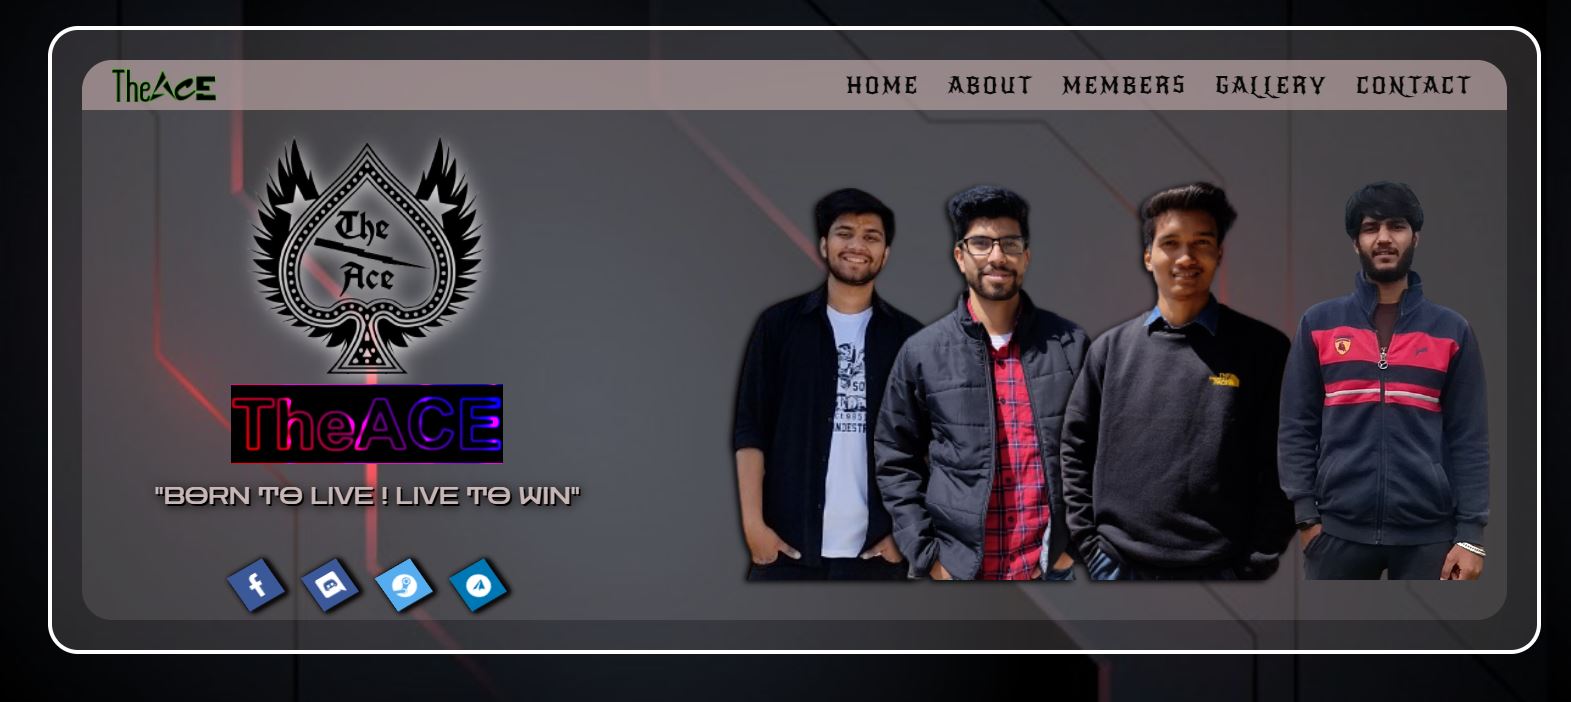 TheAcE
HOME ABOUT MEMBERS GALLERY CONTACT
The
Ace
TheACE
"BORN TO LIVE ! LIVE TO WIN"